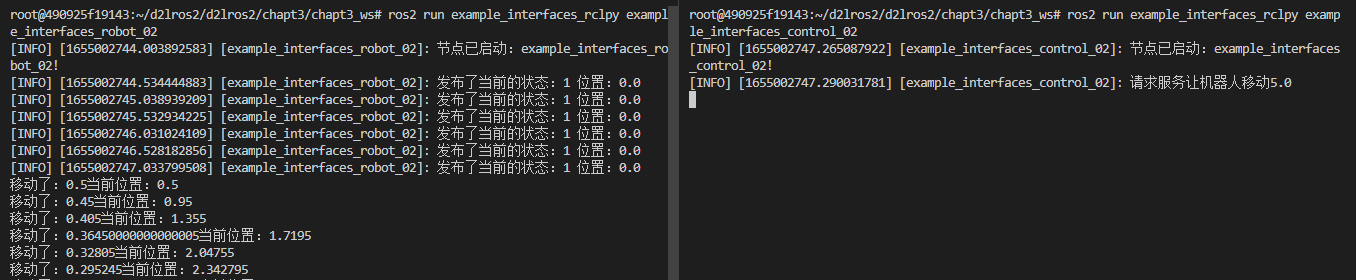 root@490925f19143:~/d2lros2/d2lros2/chapt3/chapt3_ws# ros2 run example_interfaces_rclpy exampl
e_interfaces_robot_02
[INFO] [1655002744.003892583] [example_interfaces_robot_02]: 节点已启动：example_interfaces_ro
bot_02!
[INFO] [1655002744.534444883] [example_interfaces_robot_02]: 发布了当前的状态：1 位置：0.0
[INFO] [1655002745.038939209] [example_interfaces_robot_02]: 发布了当前的状态：1 位置：0.0
[INFO] [1655002745.532934225] [example_interfaces_robot_02]: 发布了当前的状态：1 位置：0.0
[INFO] [1655002746.031024109] [example_interfaces_robot_02]: 发布了当前的状态：1 位置：0.0
[INFO] [1655002746.528182856] [example_interfaces_robot_02]: 发布了当前的状态：1 位置：0.0
[INFO] [1655002747.033799508] [example_interfaces_robot_02]: 发布了当前的状态：1 位置：0.0
移动了：0.5当前位置：0.5
移动了：0.45当前位置：0.95
移动了：0.405当前位置：1.355
移动了：0.36450000000000005当前位置：1.7195
移动了：0.32805当前位置：2.04755
移动了：0.295245当前位置：2.342795
root@490925f19143:~/d2lros2/d2lros2/chapt3/chapt3_ws# ros2 run example_interfaces_rclpy examp
le_interfaces_control_02
[INFO] [1655002747.265087922] [example_interfaces_control_02]: 节点已启动：example_interfaces
_control_02!
[INFO] [1655002747.290031781] [example_interfaces_control_02]: 请求服务让机器人移动5.0